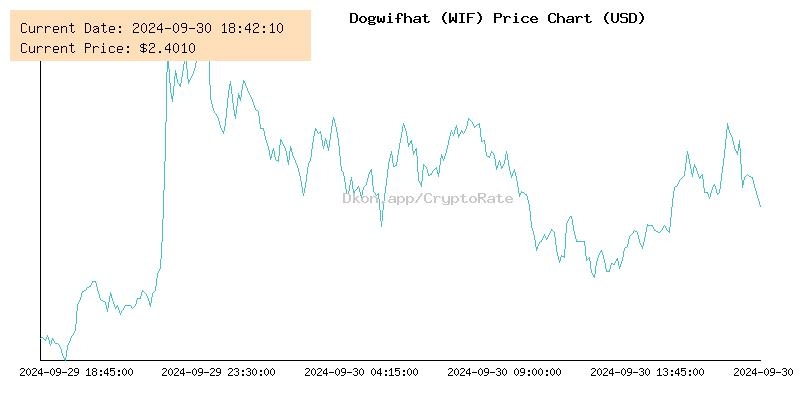 Dogwifhat (WIF) Price Chart (USD)
Current Date: 2024-09-30 18:42:10
Current Price: $2.4010
Dkon.app/CryptoRate
2024-09-29 18:45:00 2024-09-29 23:30:00 2024-09-30 04:15:00 2024-09-30 09:00:00 2024-09-30 13:45:00 2024-09-30